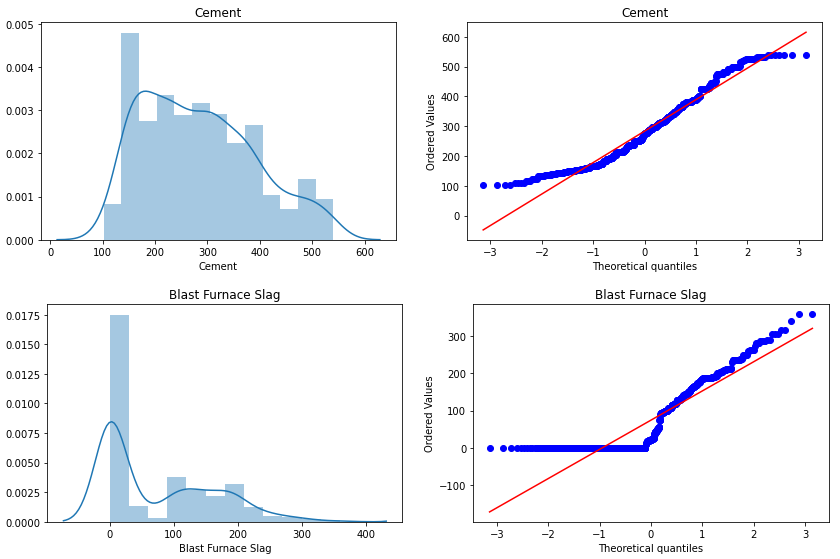 Cement
0.005
0.004
0.003
0.002
0.001
0.000
0 100 200 300 400 500 600
Cement
Cement
600
500
400
300
200
100
0
Ordered Values
−3 −2 −1 0 1 2 3
Theoretical quantiles
Blast Furnace Slag
0.0175
0.0150
0.0125
0.0100
0.0075
0.0050
0.0025
0.0000
0 100 200 300 400
Blast Furnace Slag
Blast Furnace Slag
300
200
100
0
−100
Ordered Values
−3 −2 −1 0 1 2 3
Theoretical quantiles